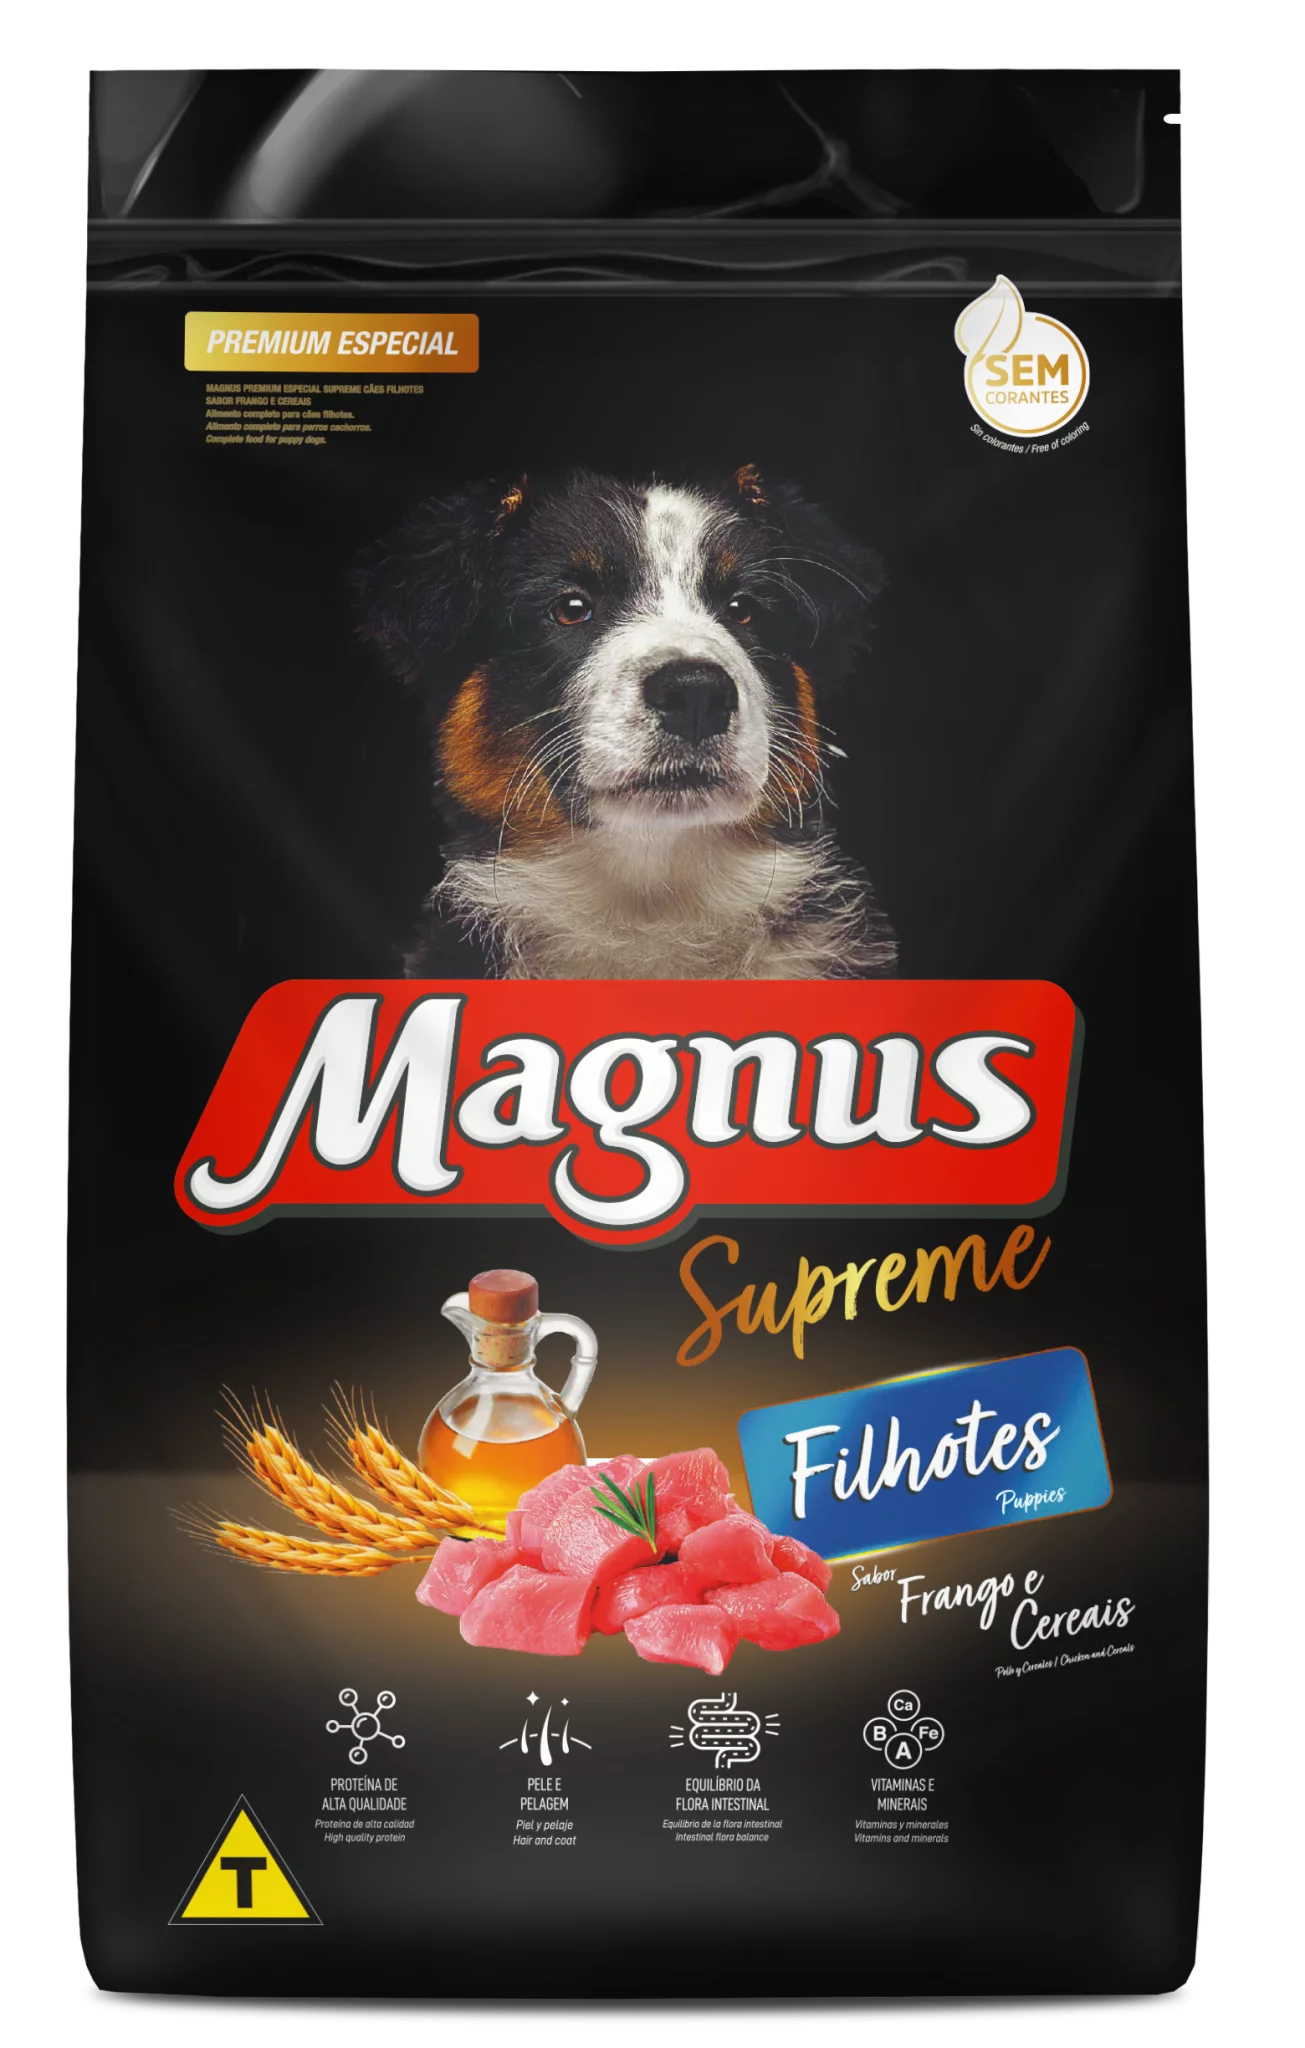 PREMIUM ESPECIAL
MAGNUS PREMIUM ESPECIAL SUPREME CÃES FILHOTES
SABOR FRANGO E CEREAIS
Alimento completo para cães filhotes.
Alimento completo para perros cachorros.
Complete food for puppy dogs.
SEM
CORANTES
Sin colorantes / Free of coloring
Magnus
Supreme
Filhotes
Puppies
Sabor
Frango e
Cereais
Pollo y Cereales / Chicken and Cereals
PROTEÍNA DE
ALTA QUALIDADE
Proteína de alta calidad
High quality protein
PELE E
PELAGEM
Piel y pelaje
Hair and coat
EQUILÍBRIO DA
FLORA INTESTINAL
Equilibrio de la flora intestinal
Intestinal flora balance
Ca
B
Fe
A
VITAMINAS E
MINERAIS
Vitaminas y minerales
Vitamins and minerals
T